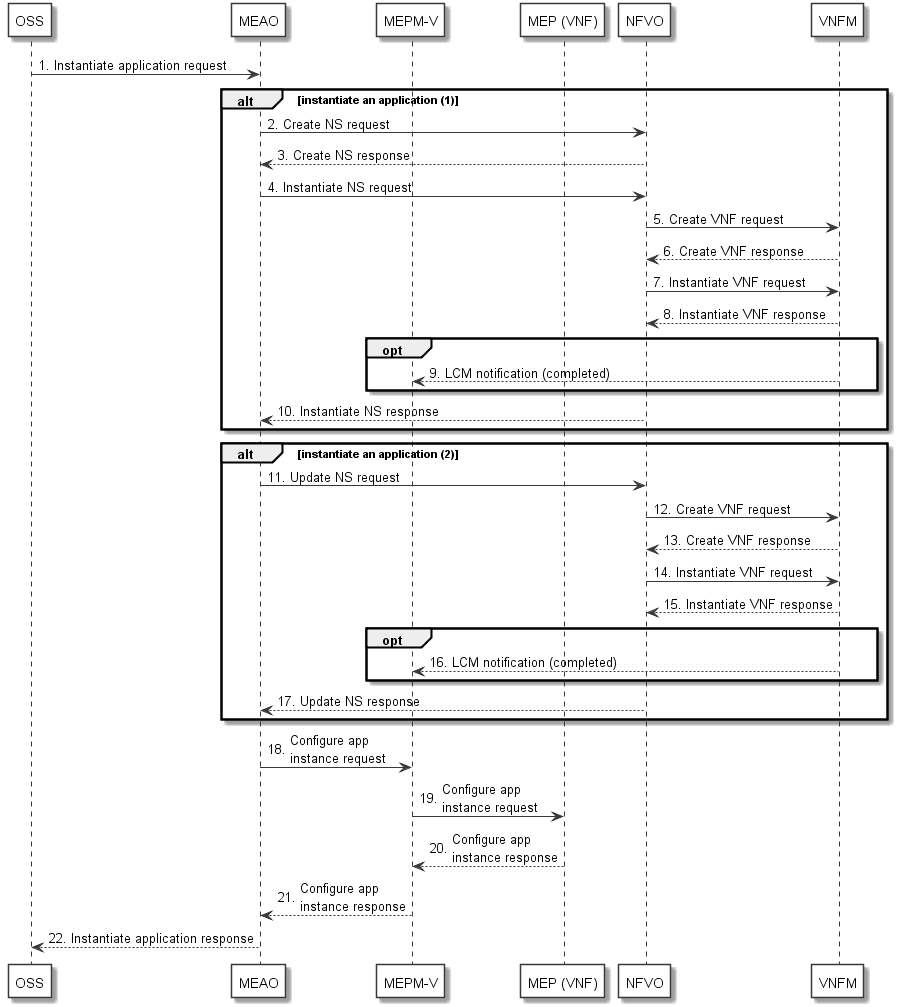 OSS MEAO MEPM-V MEP (VNF) NFVO VNFM
1. Instantiate application request
alt [instantiate an application (1)]
2. Create NS request
3. Create NS response
4. Instantiate NS request
5. Create VNF request
6. Create VNF response
7. Instantiate VNF request
8. Instantiate VNF response
opt
9. LCM notification (completed)
10. Instantiate NS response
alt [instantiate an application (2)]
11. Update NS request
12. Create VNF request
13. Create VNF response
14. Instantiate VNF request
15. Instantiate VNF response
opt
16. LCM notification (completed)
17. Update NS response
18. Configure app
instance request
19. Configure app
instance request
20. Configure app
instance response
21. Configure app
instance response
22. Instantiate application response
OSS MEAO MEPM-V MEP (VNF) NFVO VNFM